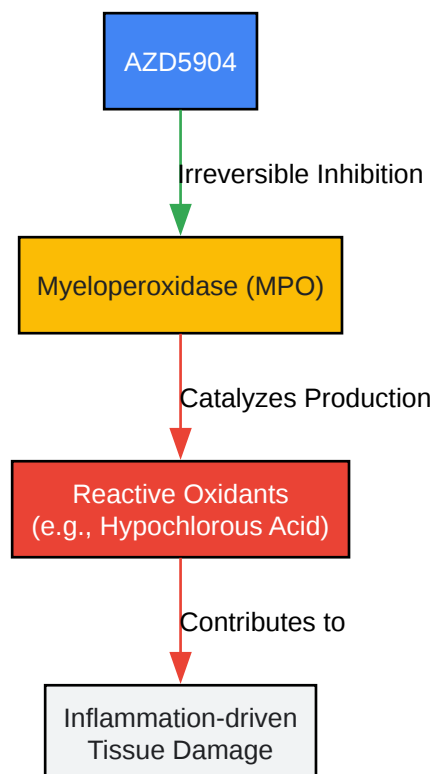 AZD5904
Irreversible Inhibition
Myeloperoxidase (MPO)
Catalyzes Production
Reactive Oxidants
(e.g., Hypochlorous Acid)
Contributes to
Inflammation-driven
Tissue Damage